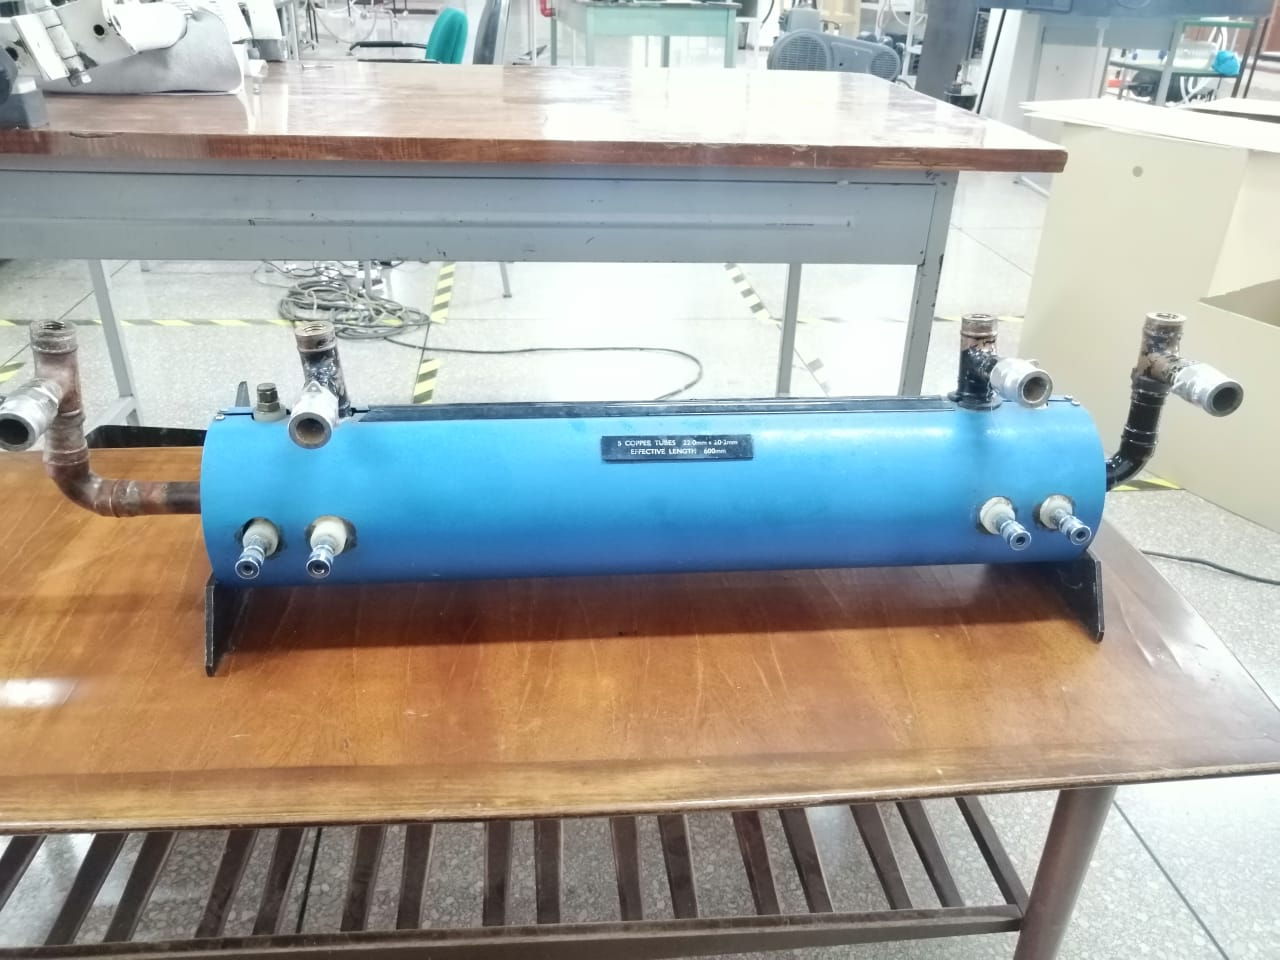 5 COPPER TUBES 22·0mm x 20·2mm
EFFECTIVE LENGTH 600mm